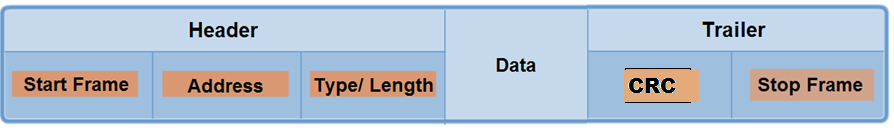 Header
Data
Trailer
Start Frame
Address
Type/ Length
CRC
Stop Frame